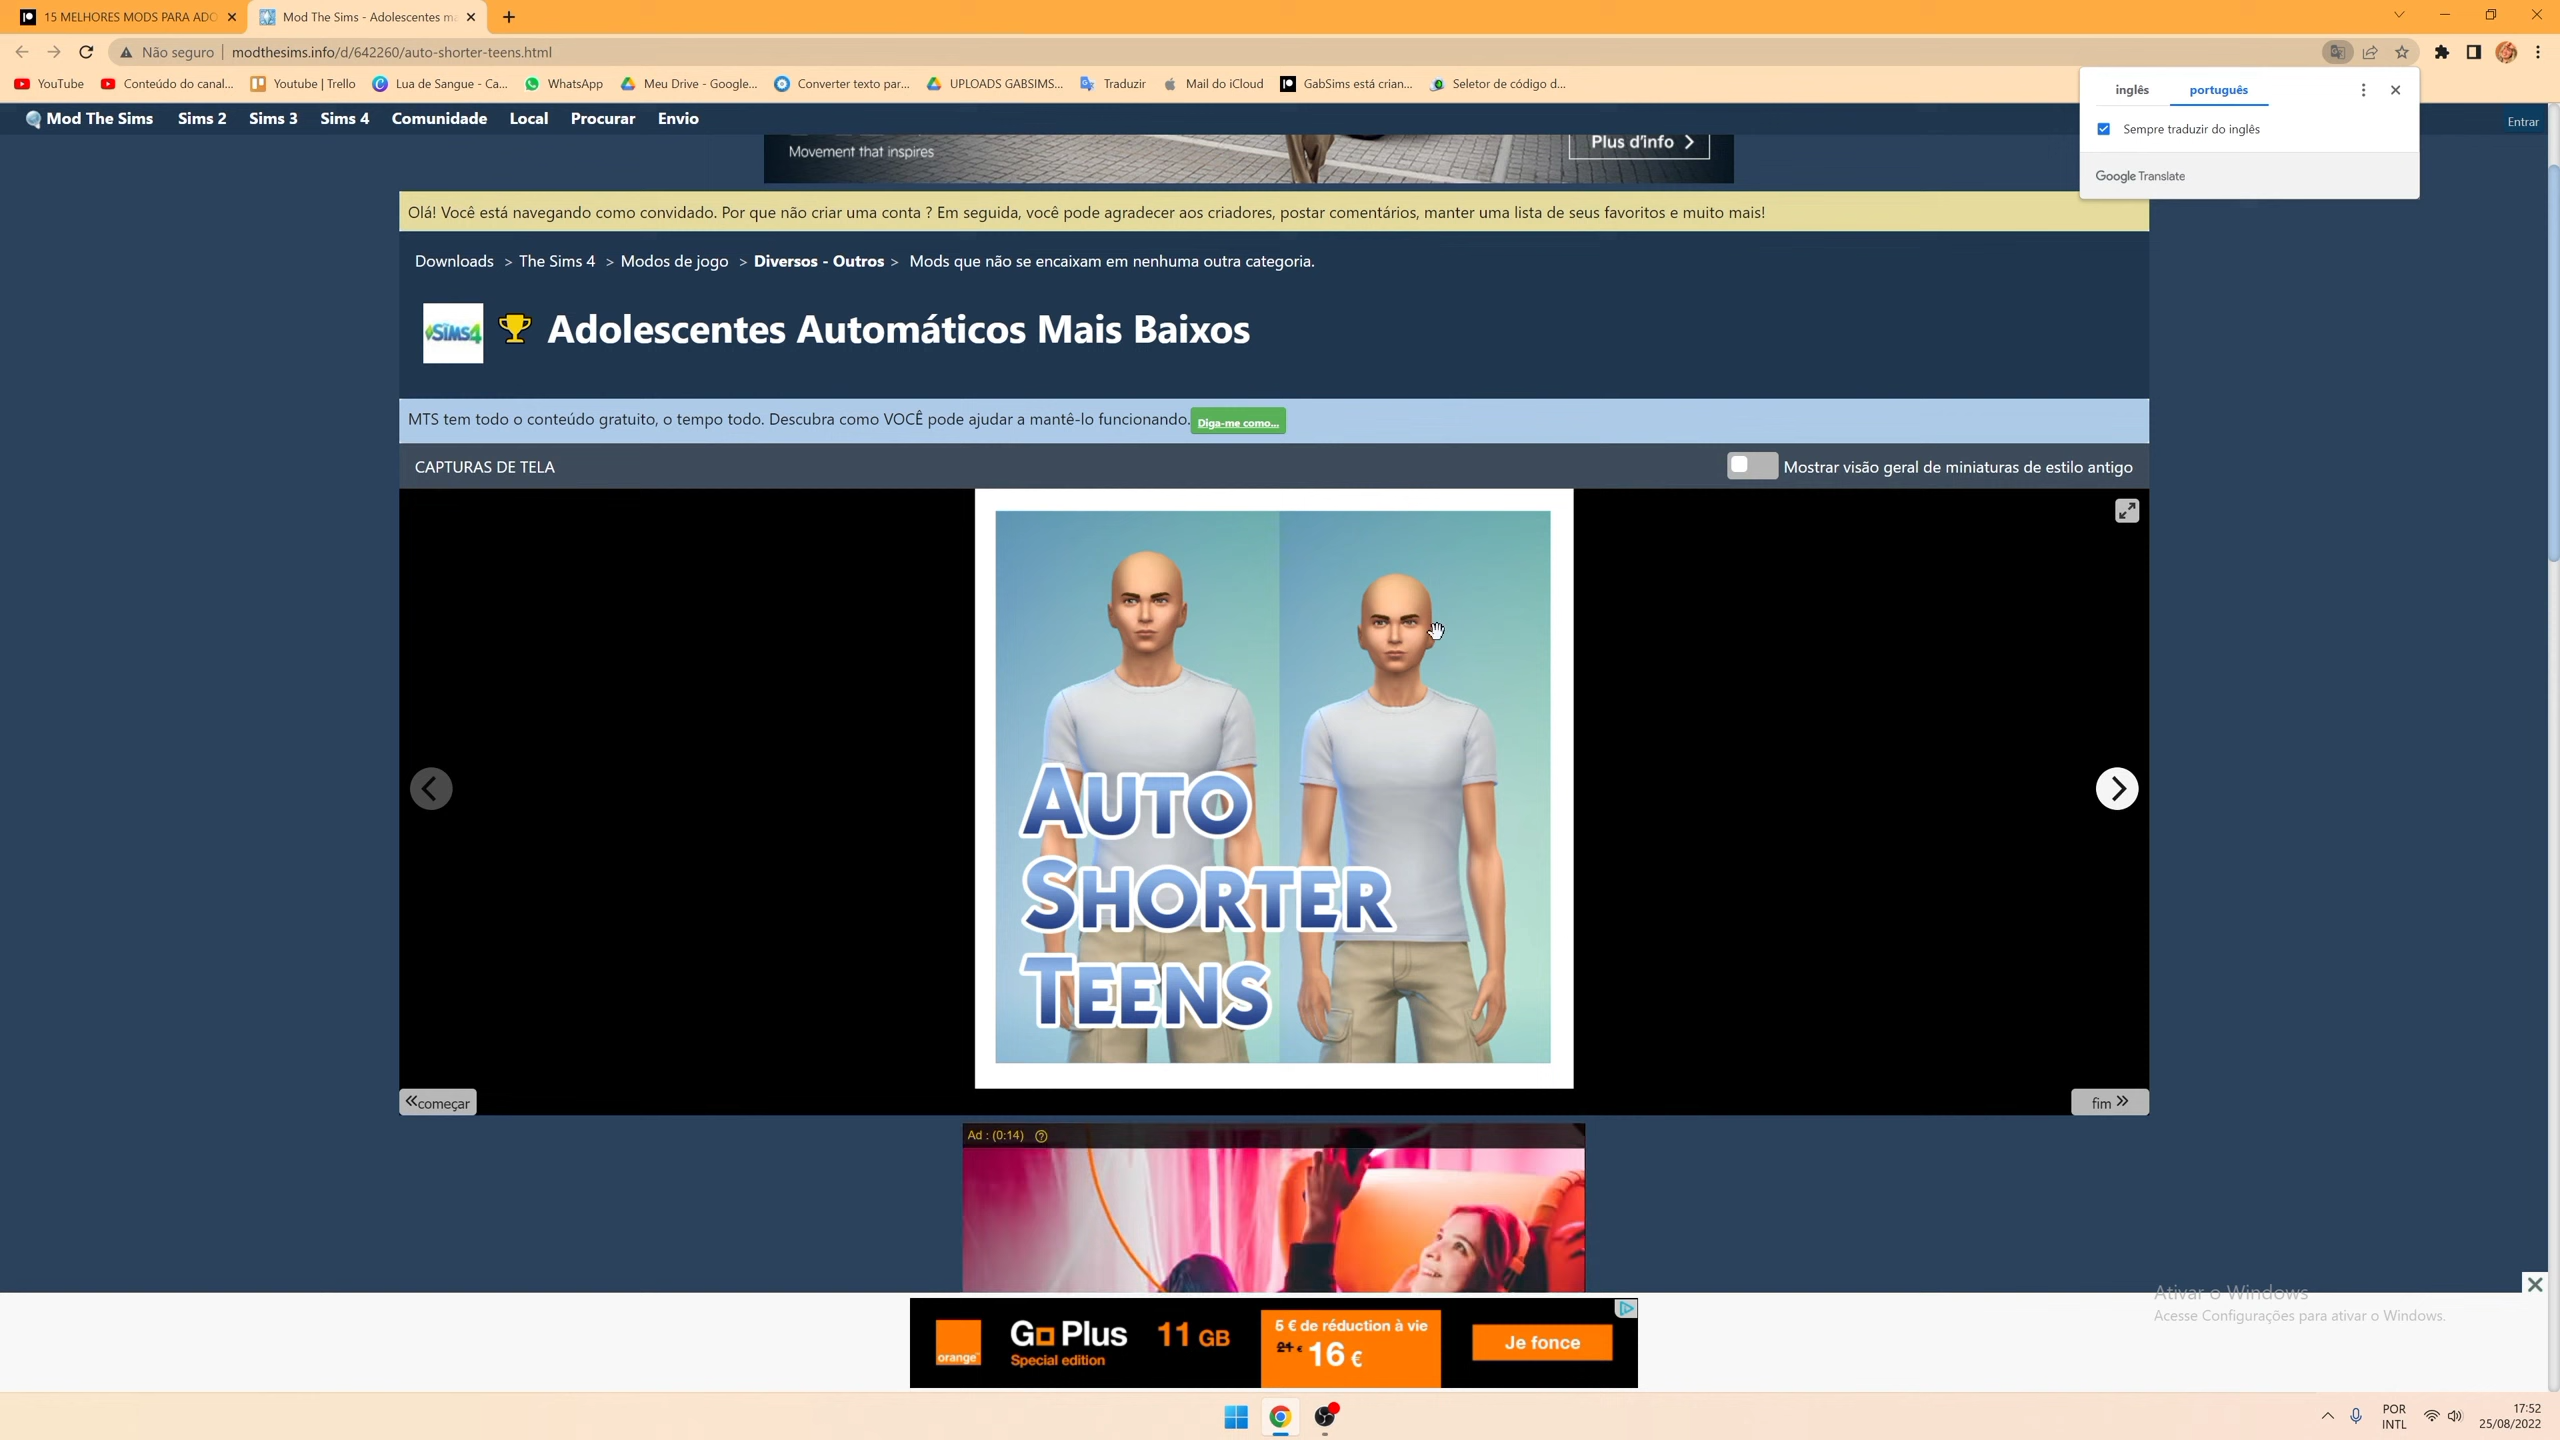 15 MELHORES MODS PARA ADO
Mod The Sims - Adolescentes ma
Não seguro
modthesims.info/d/642260/auto-shorter-teens.html
YouTube
Conteúdo do canal...
Youtube | Trello
Lua de Sangue - Ca...
WhatsApp
Meu Drive - Google...
Converter texto par...
UPLOADS GABSIMS...
Traduzir
Mail do iCloud
GabSims está crian...
Seletor de código d...
inglês
português
Sempre traduzir do inglês
Google Translate
Mod The Sims
Sims 2
Sims 3
Sims 4
Comunidade
Local
Procurar
Envio
Entrar
Movement that inspires
Plus d'info
Olá! Você está navegando como convidado. Por que não criar uma conta ? Em seguida, você pode agradecer aos criadores, postar comentários, manter uma lista de seus favoritos e muito mais!
Downloads > The Sims 4 > Modos de jogo > Diversos - Outros > Mods que não se encaixam em nenhuma outra categoria.
SIMS4
Adolescentes Automáticos Mais Baixos
MTS tem todo o conteúdo gratuito, o tempo todo. Descubra como VOCÊ pode ajudar a mantê-lo funcionando.
Diga-me como...
CAPTURAS DE TELA
Mostrar visão geral de miniaturas de estilo antigo
AUTO
SHORTER
TEENS
«começar
fim »
Ad : (0:14)
orange
Go Plus
Special edition
11 GB
5 € de réduction à vie
21 € 16 €
Je fonce
Ativar o Windows
Acesse Configurações para ativar o Windows.
POR
INTL
17:52
25/08/2022